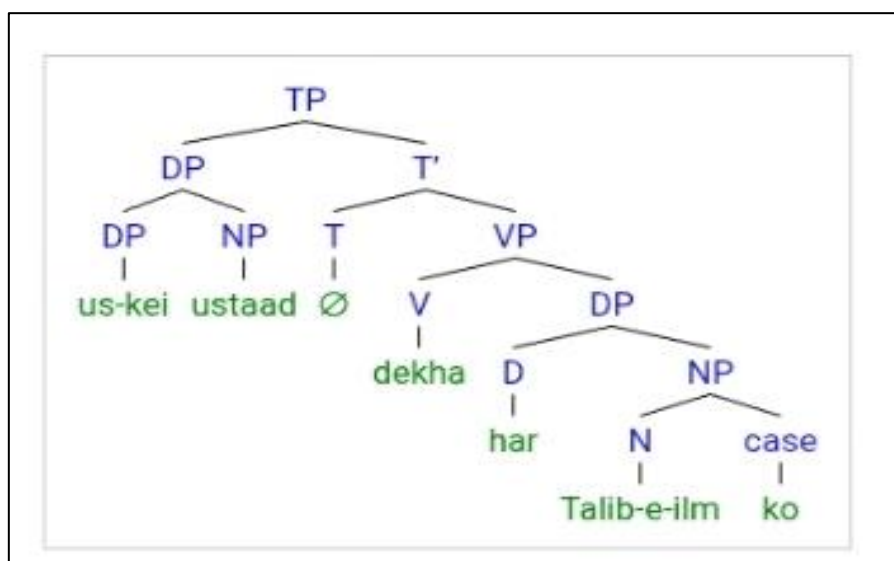 TP
DP T'
DP NP T VP
us-kei ustaad ∅ V DP
dekha D NP
har N case
Talib-e-ilm ko